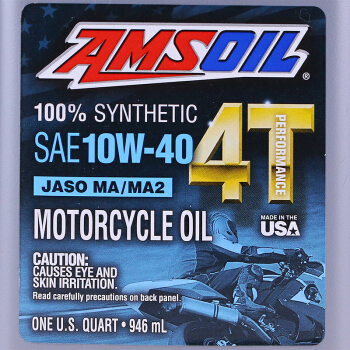 AMSOIL®
100% SYNTHETIC
SAE 10W-40
4T
PERFORMANCE
JASO MA/MA2
MOTORCYCLE OIL
MADE IN THE
USA
CAUTION:
CAUSES EYE AND
SKIN IRRITATION.
Read carefully precautions on back panel.
ONE U.S. QUART • 946 mL